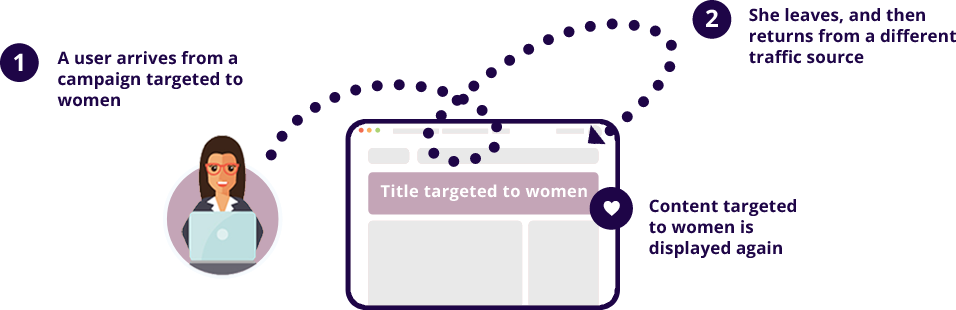 1
A user arrives from a
campaign targeted to
women
2
She leaves, and then
returns from a different
traffic source
Title targeted to women
Content targeted
to women is
displayed again